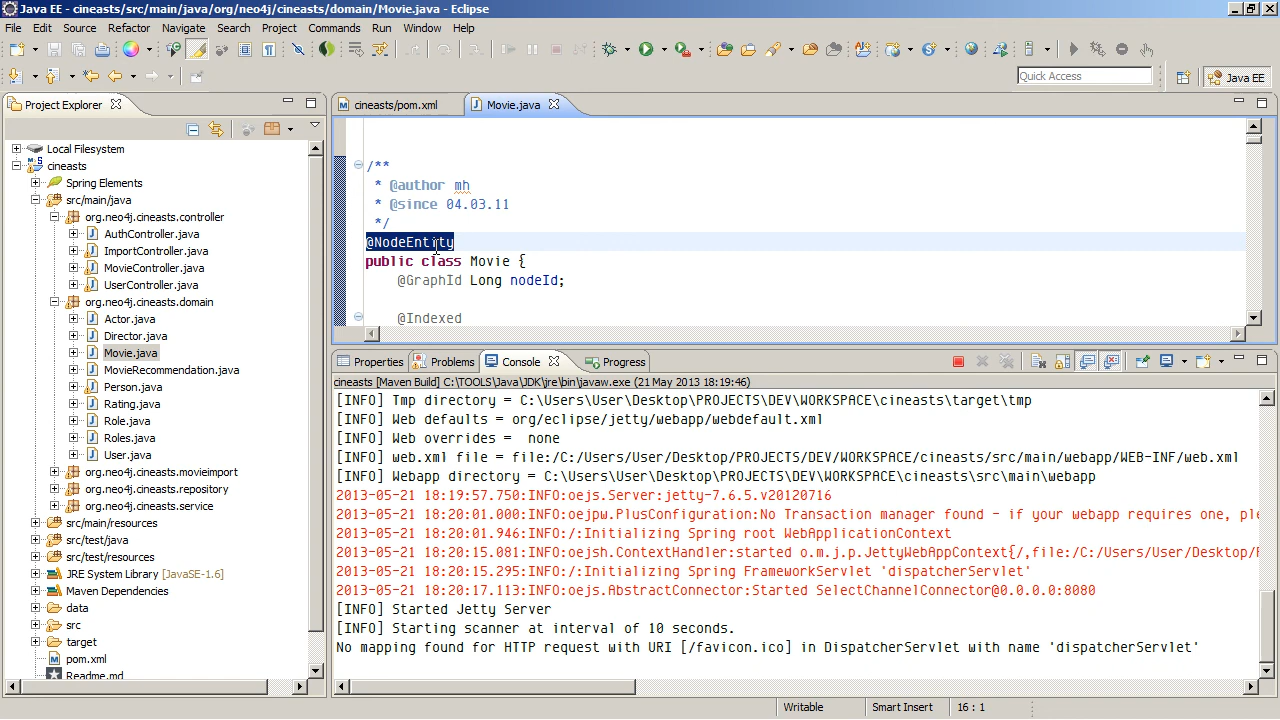 Java EE - cineasts/src/main/java/org/neo4j/cineasts/domain/Movie.java - Eclipse
File Edit Source Refactor Navigate Search Project Commands Run Window Help
Quick Access
Java EE
Project Explorer
Local Filesystem
cineasts
Spring Elements
src/main/java
org.neo4j.cineasts.controller
AuthController.java
ImportController.java
MovieController.java
UserController.java
org.neo4j.cineasts.domain
Actor.java
Director.java
Movie.java
MovieRecommendation.java
Person.java
Rating.java
Role.java
Roles.java
User.java
org.neo4j.cineasts.movieimport
org.neo4j.cineasts.repository
org.neo4j.cineasts.service
src/main/resources
src/test/java
src/test/resources
JRE System Library [JavaSE-1.6]
Maven Dependencies
data
src
target
pom.xml
Readme.md
cineasts/pom.xml Movie.java
/**
* @author mh
* @since 04.03.11
*/
@NodeEntity
public class Movie {
@GraphId Long nodeId;
@Indexed
Properties Problems Console Progress
cineasts [Maven Build] C:\TOOLS\Java\JDK\jre\bin\javaw.exe (21 May 2013 18:19:46)
[INFO] Tmp directory = C:\Users\User\Desktop\PROJECTS\DEV\WORKSPACE\cineasts\target\tmp
[INFO] Web defaults = org/eclipse/jetty/webapp/webdefault.xml
[INFO] Web overrides =  none
[INFO] web.xml file = file:/C:/Users/User/Desktop/PROJECTS/DEV/WORKSPACE/cineasts/src/main/webapp/WEB-INF/web.xml
[INFO] Webapp directory = C:\Users\User\Desktop\PROJECTS\DEV\WORKSPACE\cineasts\src\main\webapp
2013-05-21 18:19:57.750:INFO:oejs.Server:jetty-7.6.5.v20120716
2013-05-21 18:20:01.000:INFO:oejpw.PlusConfiguration:No Transaction manager found - if your webapp requires one, ple
2013-05-21 18:20:01.946:INFO:/:Initializing Spring root WebApplicationContext
2013-05-21 18:20:15.081:INFO:oejsh.ContextHandler:started o.m.j.p.JettyWebAppContext{/,file:/C:/Users/User/Desktop/P
2013-05-21 18:20:15.295:INFO:/:Initializing Spring FrameworkServlet 'dispatcherServlet'
2013-05-21 18:20:17.113:INFO:oejs.AbstractConnector:Started SelectChannelConnector@0.0.0.0:8080
[INFO] Started Jetty Server
[INFO] Starting scanner at interval of 10 seconds.
No mapping found for HTTP request with URI [/favicon.ico] in DispatcherServlet with name 'dispatcherServlet'
Writable Smart Insert 16 : 1